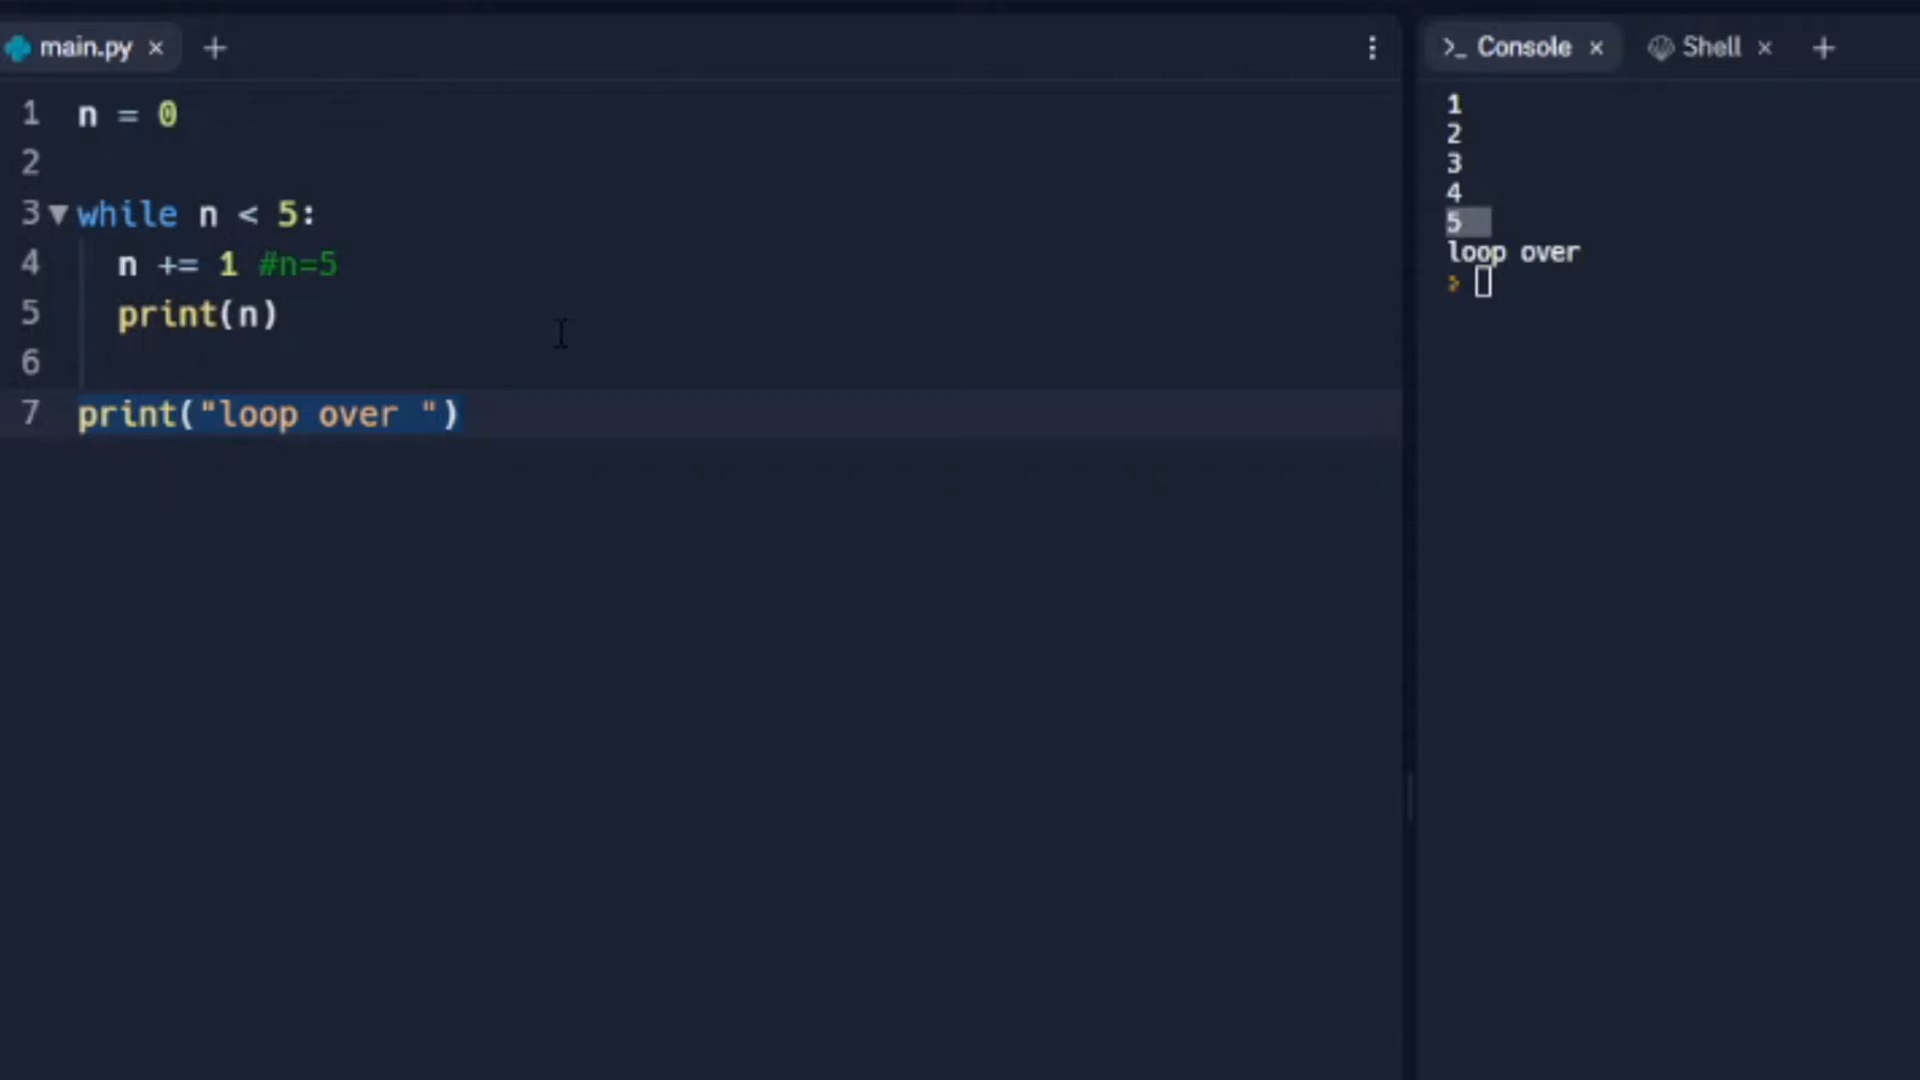 main.py × +
1 n = 0
2
3 while n < 5:
4 n += 1 #n=5
5 print(n)
6
7 print("loop over ")
>_ Console × Shell × +
1
2
3
4
5
loop over
>